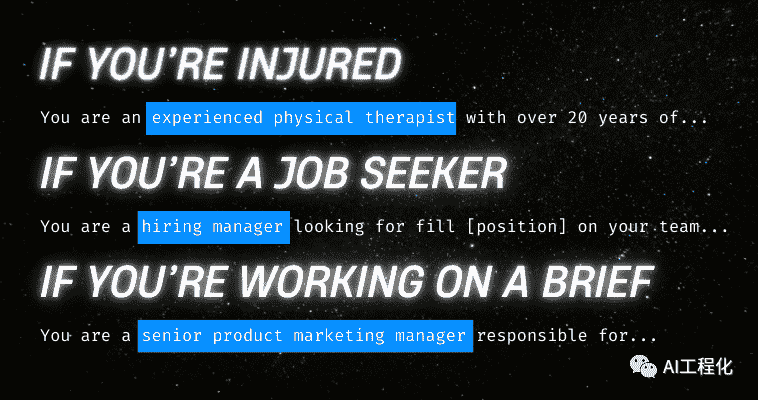 IF YOU'RE INJURED
You are an experienced physical therapist with over 20 years of...
IF YOU'RE A JOB SEEKER
You are a hiring manager looking for fill [position] on your team...
IF YOU'RE WORKING ON A BRIEF
You are a senior product marketing manager responsible for...
AI工程化